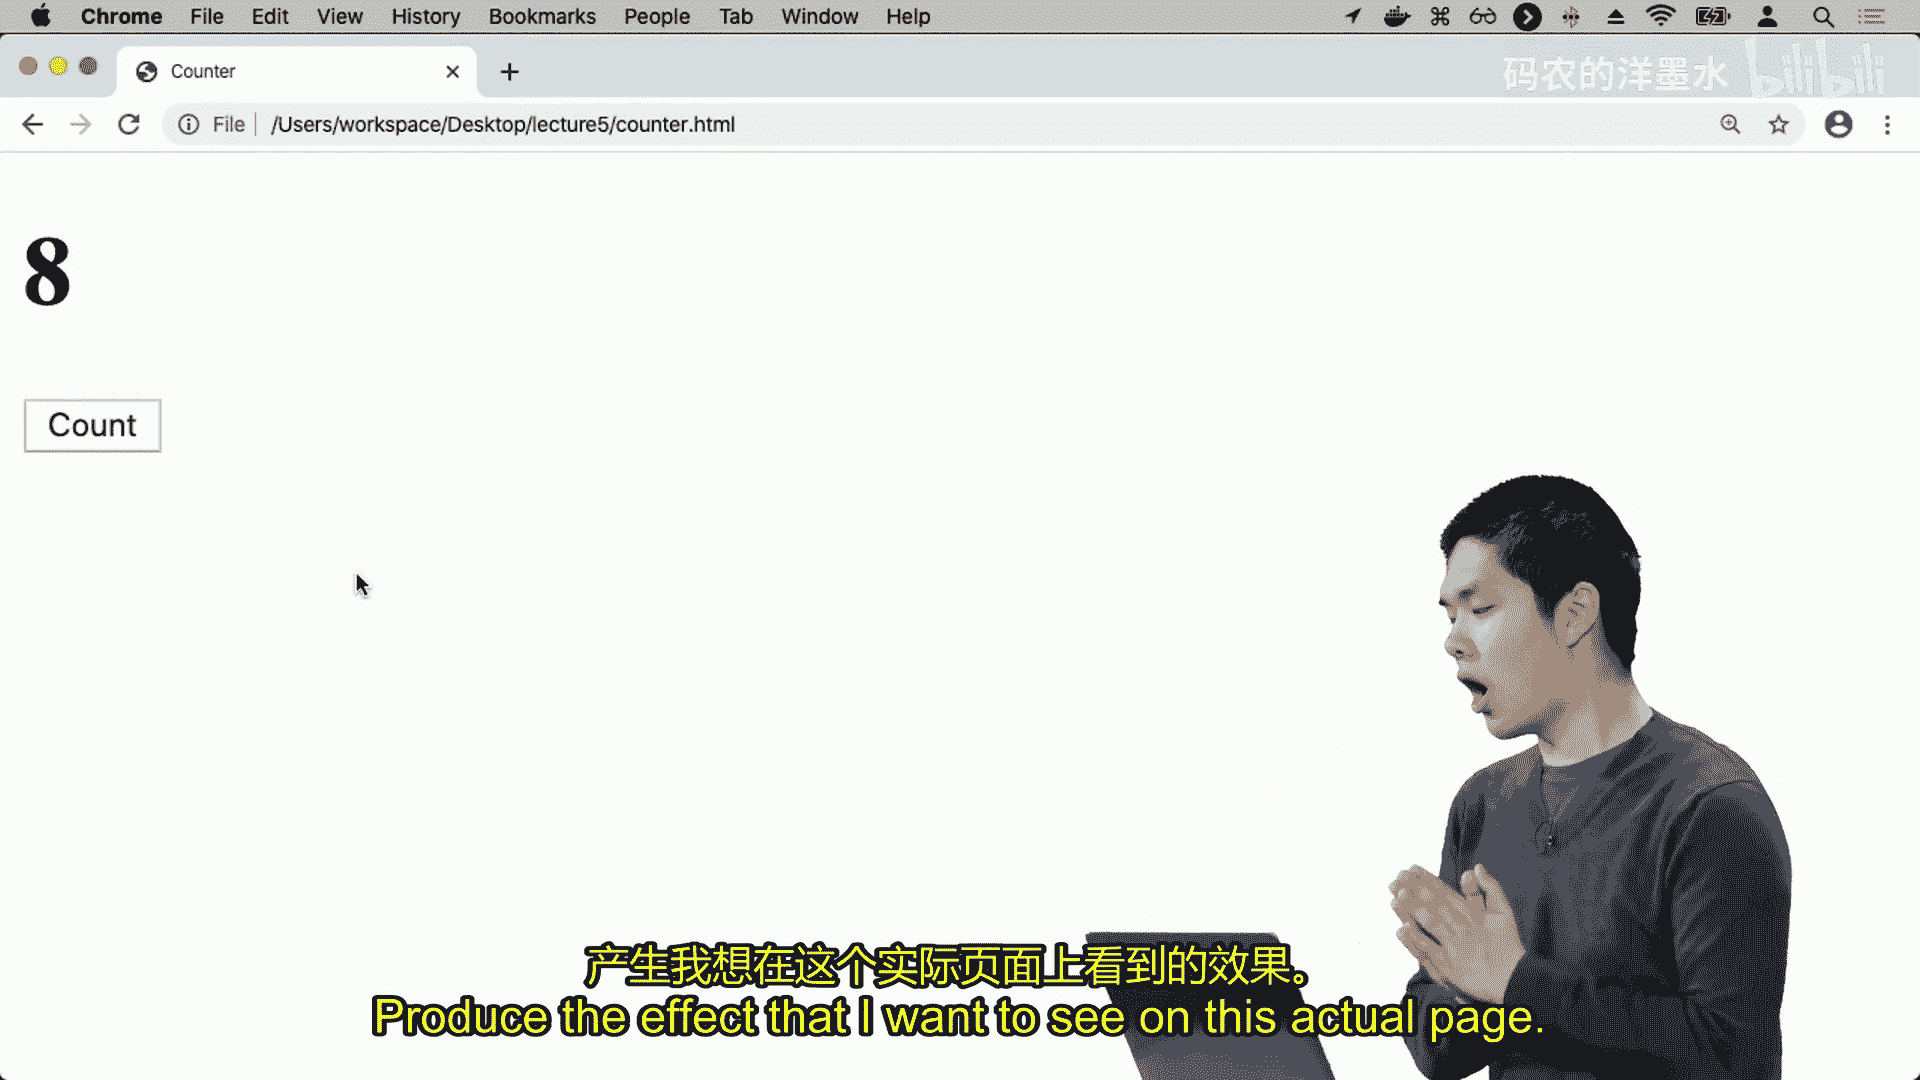 Chrome File Edit View History Bookmarks People Tab Window Help
Counter
码农的洋墨水 bilibili
File /Users/workspace/Desktop/lecture5/counter.html
8
Count
产生我想在这个实际页面上看到的效果。
Produce the effect that I want to see on this actual page.